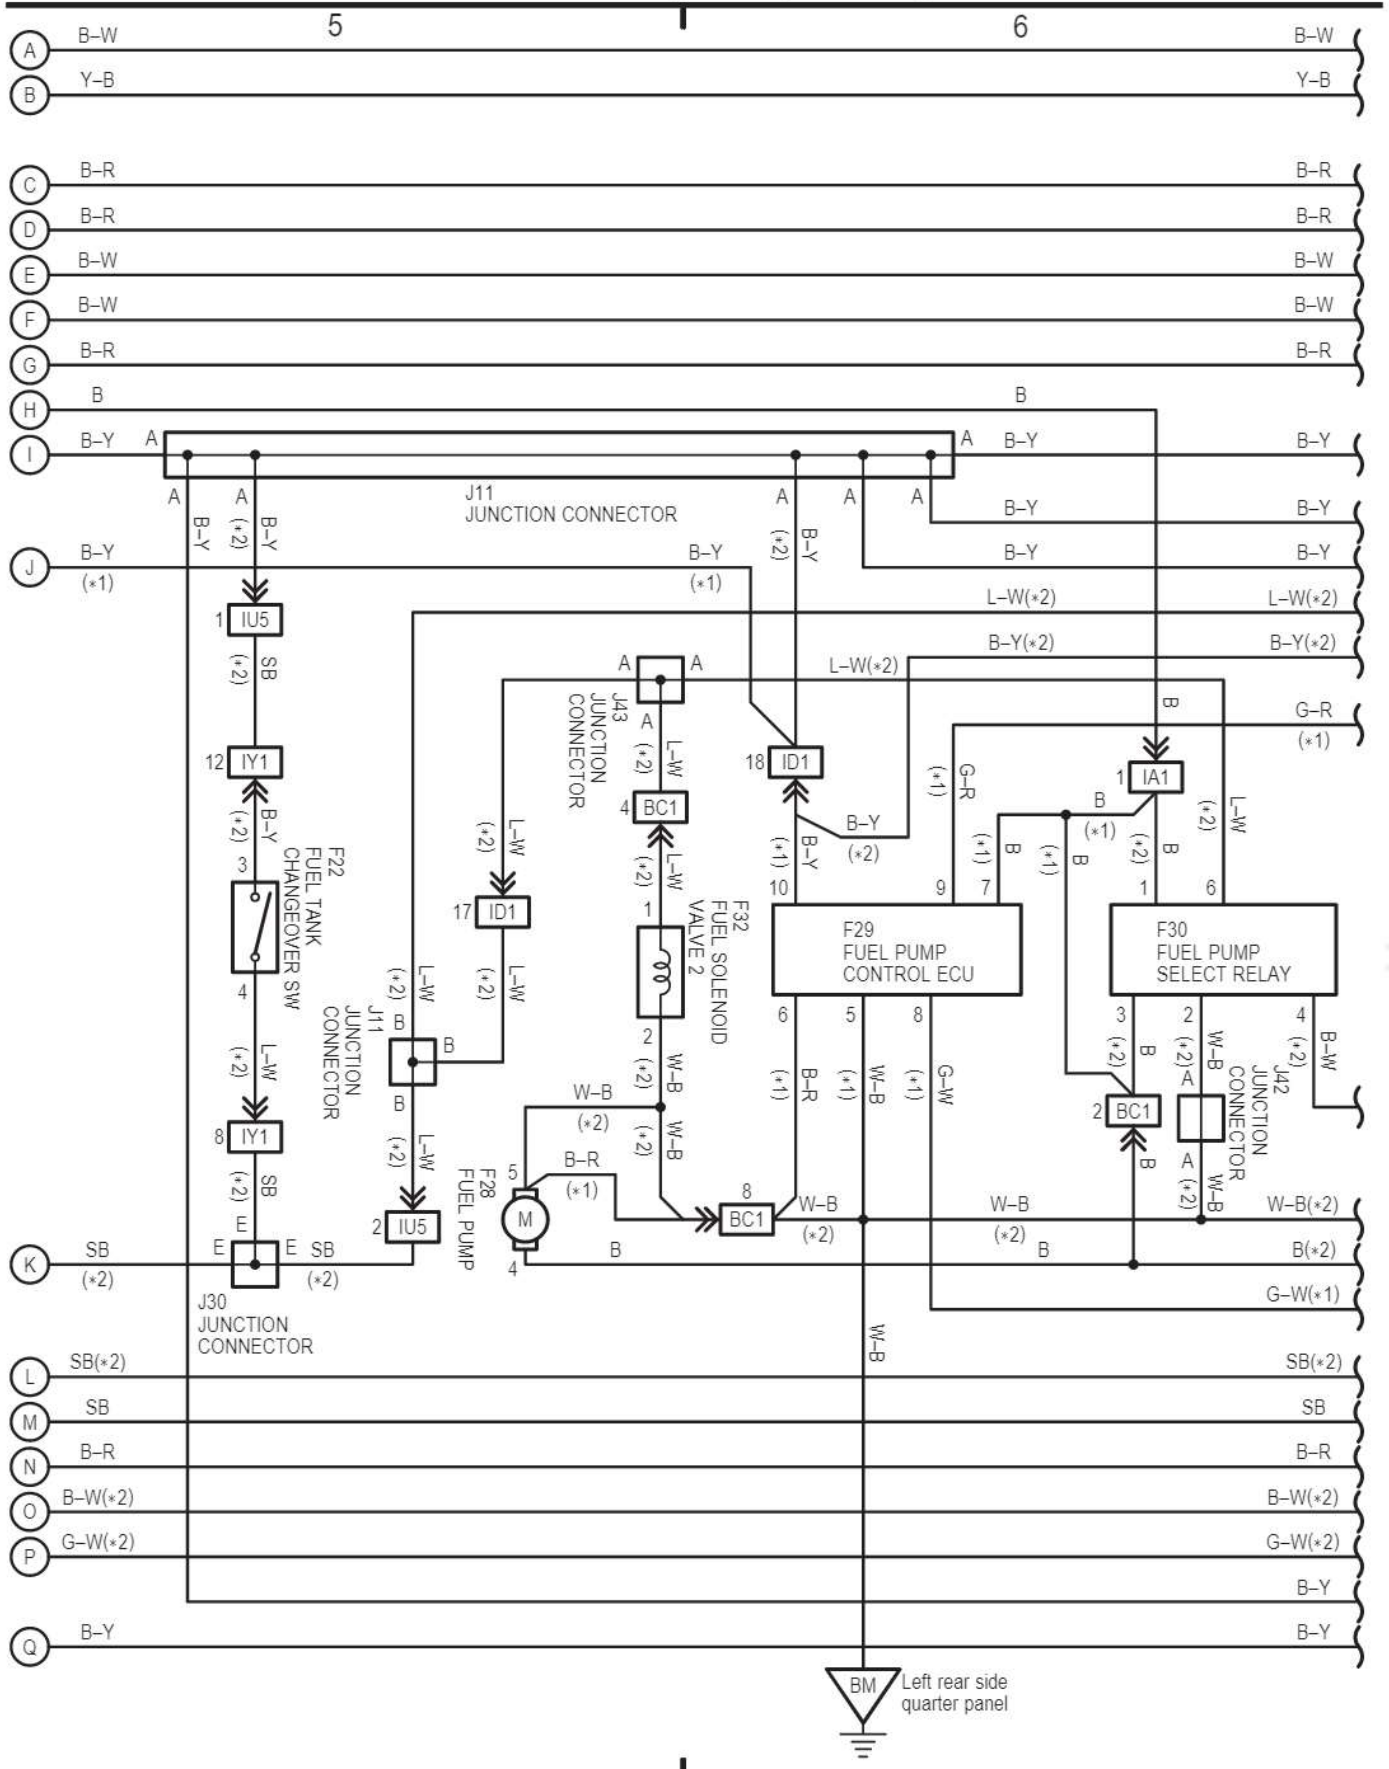 5
6
A
B–W
B–W
B
Y–B
Y–B
C
B–R
B–R
D
B–R
B–R
E
B–W
B–W
F
B–W
B–W
G
B–R
B–R
H
B
B
I
B–Y
A
A
B–Y
B–Y
A
A
J11
JUNCTION CONNECTOR
A
A
A
B–Y
B–Y
B–Y
(*2)
B–Y
(*2)
B–Y
J
B–Y
(*1)
B–Y
(*1)
B–Y
B–Y
L–W(*2)
L–W(*2)
1
IU5
B–Y(*2)
B–Y(*2)
(*2)
SB
A
A
L–W(*2)
J43
JUNCTION
CONNECTOR
A
(*2)
L–W
B
G–R
(*1)
12
IY1
18
ID1
1
IA1
(*2)
B–Y
4
BC1
(*1)
G–R
B
(*1)
(*2)
L–W
B–Y
(*2)
(*2)
L–W
(*2)
L–W
(*1)
B–Y
(*1)
B
(*1)
B
(*2)
B
3
F22
FUEL TANK
CHANGEOVER SW
10
9
7
1
6
17
ID1
1
F32
FUEL SOLENOID
VALVE 2
F29
FUEL PUMP
CONTROL ECU
F30
FUEL PUMP
SELECT RELAY
4
(*2)
L–W
(*2)
L–W
J11
JUNCTION
CONNECTOR
B
B
2
6
5
8
3
2
4
(*2)
L–W
(*2)
W–B
(*1)
B–R
(*1)
W–B
(*1)
G–W
(*2)
B
(*2)
W–B
(*2)
B–W
A
J42
JUNCTION
CONNECTOR
B
W–B
(*2)
2
BC1
8
IY1
(*2)
L–W
(*2)
W–B
B
A
(*2)
W–B
(*2)
SB
F28
FUEL PUMP
5
B–R
(*1)
8
BC1
2
IU5
M
W–B
(*2)
W–B
(*2)
W–B(*2)
E
E
E
K
SB
(*2)
SB
(*2)
4
B
B
B(*2)
J30
JUNCTION
CONNECTOR
G–W(*1)
W–B
L
SB(*2)
SB(*2)
M
SB
SB
N
B–R
B–R
O
B–W(*2)
B–W(*2)
P
G–W(*2)
G–W(*2)
B–Y
Q
B–Y
B–Y
BM
Left rear side
quarter panel